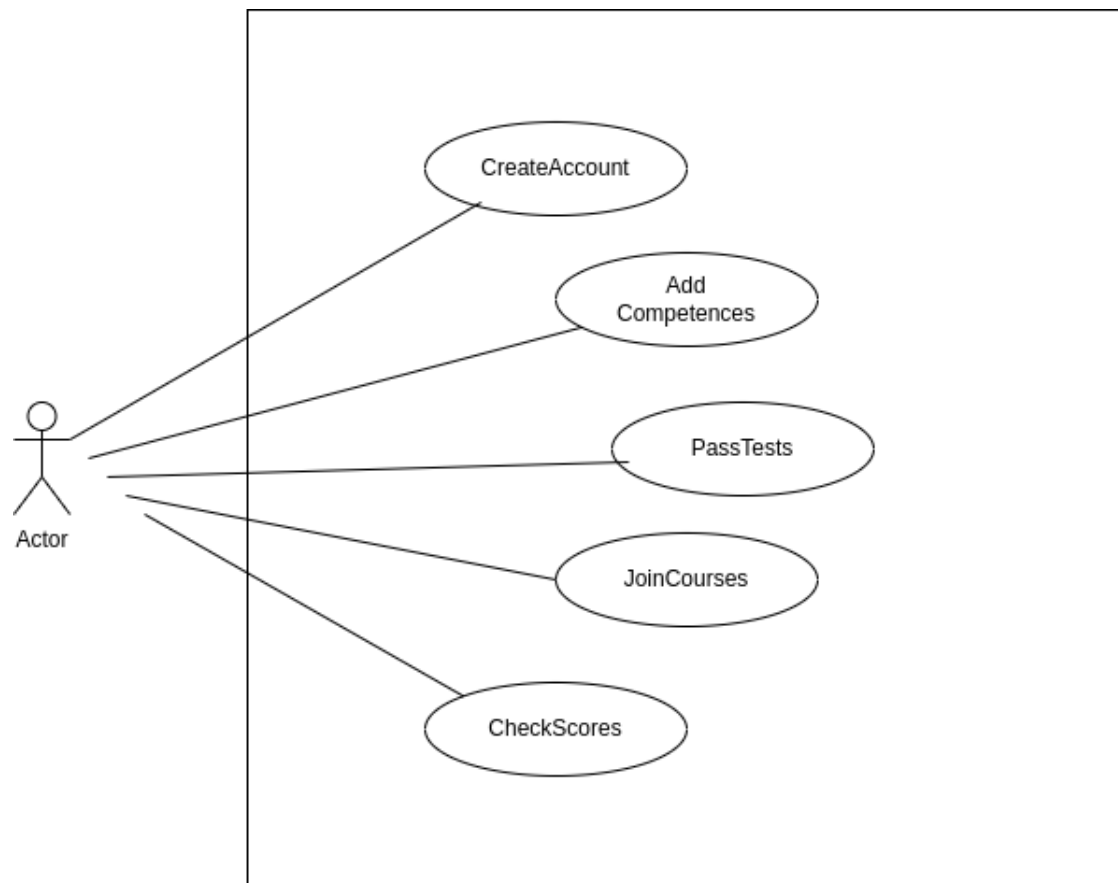 CreateAccount
Add
Competences
PassTests
Actor
JoinCourses
CheckScores